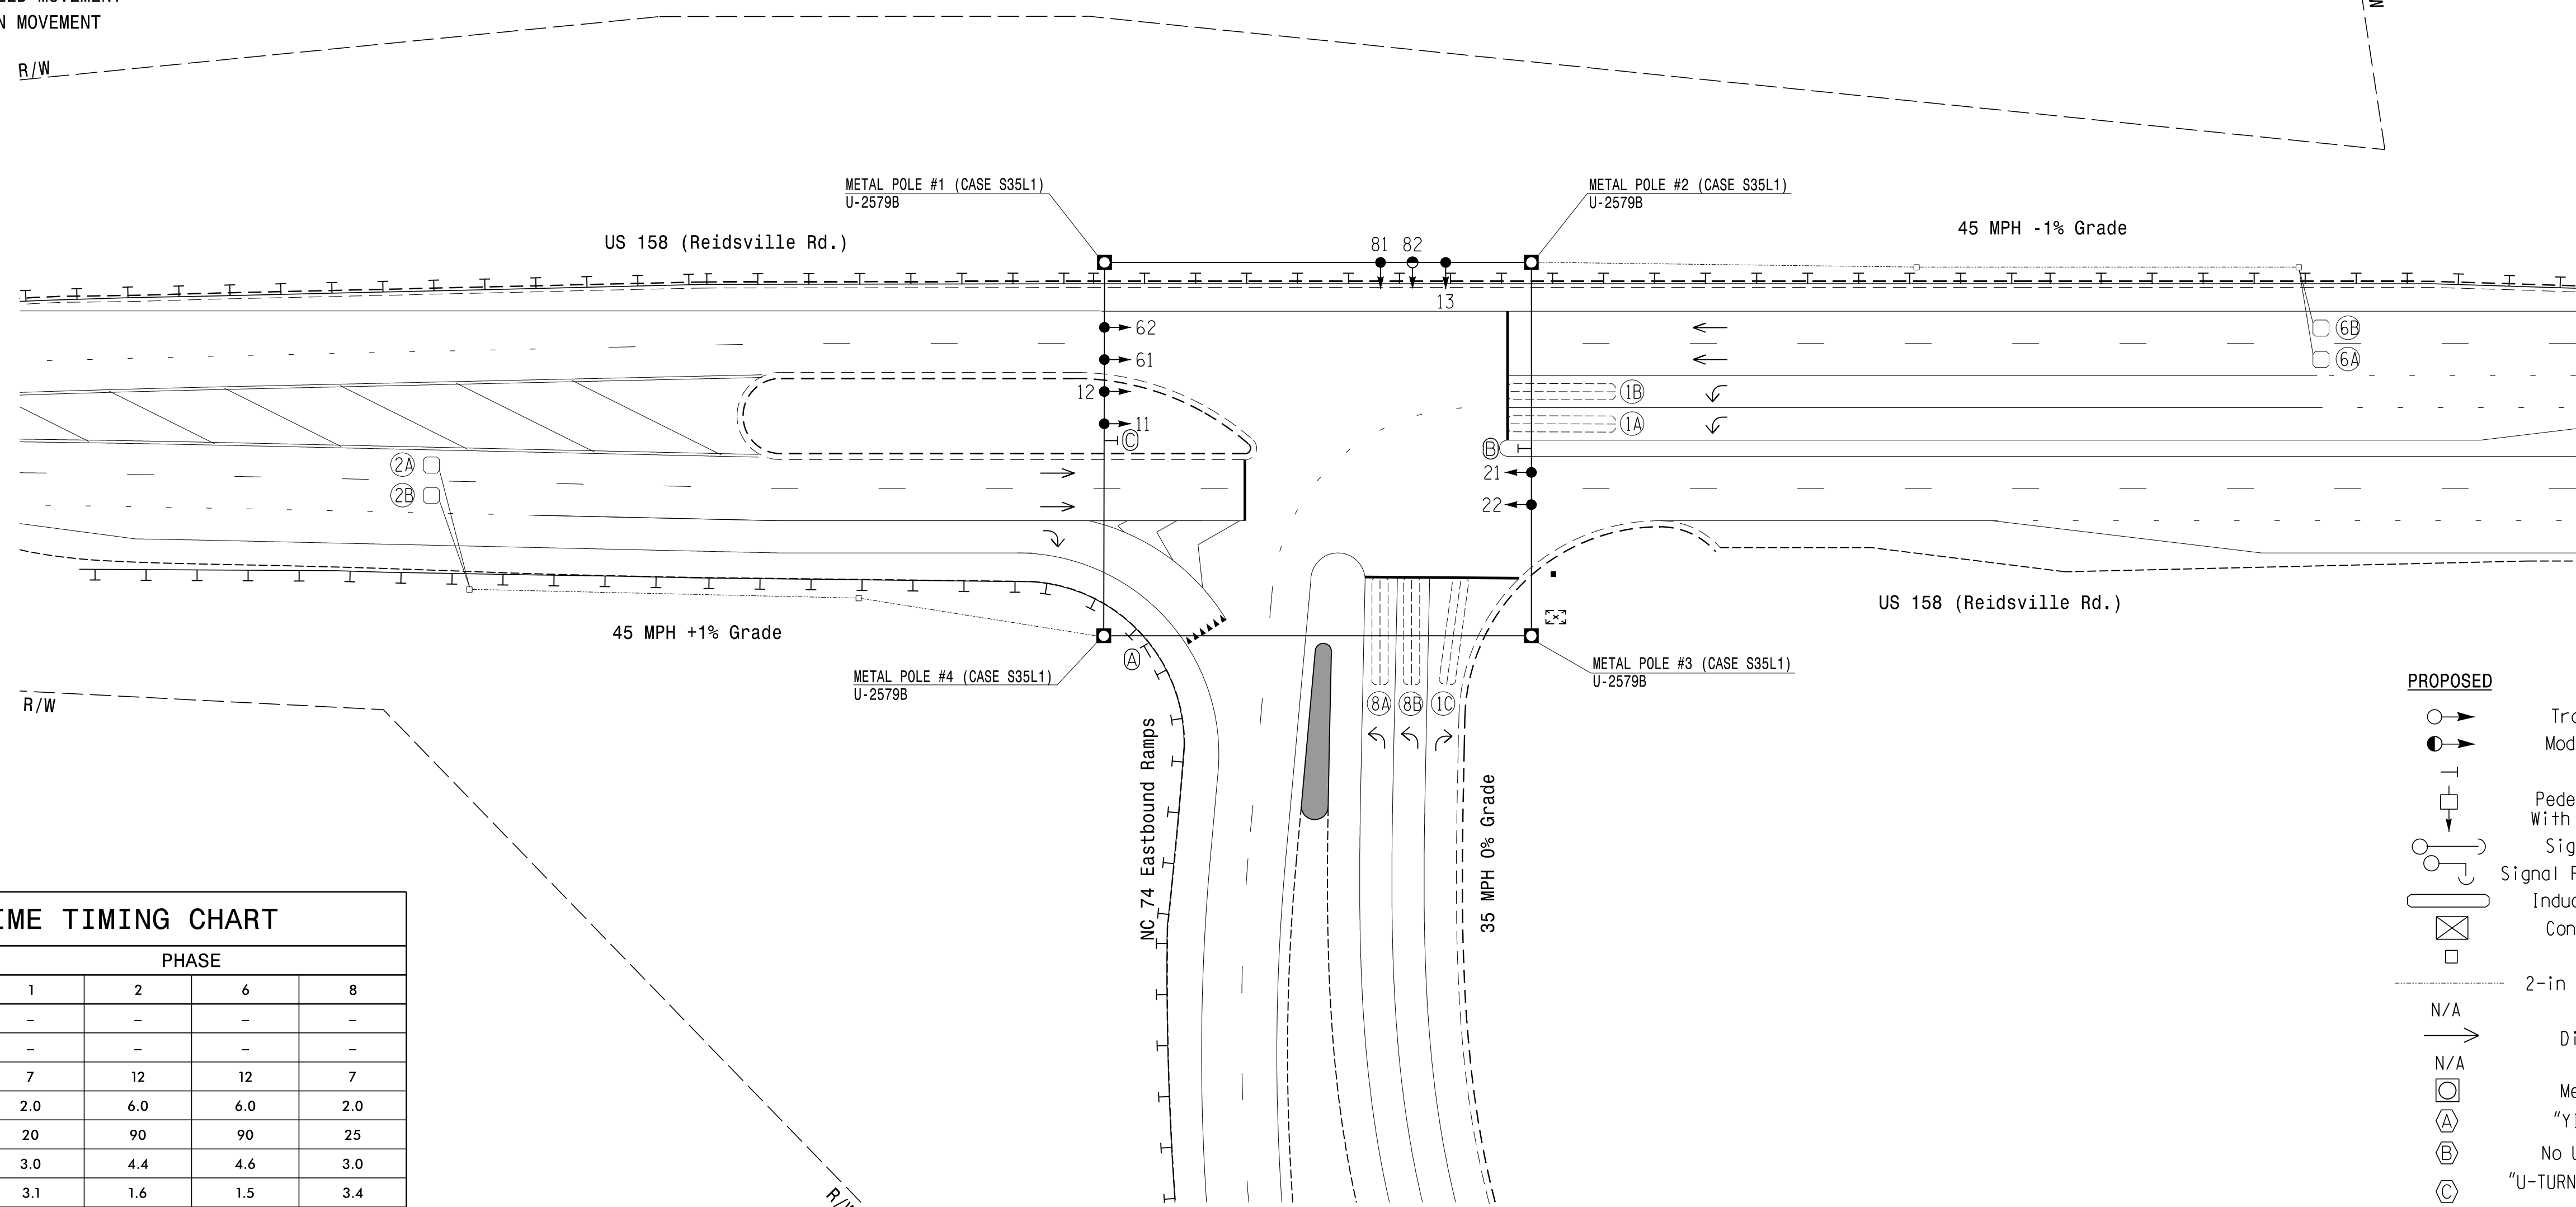 N MOVEMENT
R/W
METAL POLE #1 (CASE S35L1)
U-2579B
METAL POLE #2 (CASE S35L1)
U-2579B
US 158 (Reidsville Rd.)
45 MPH -1% Grade
81 82
13
62
61
12
11
C
6B
6A
1B
1A
B
21
22
2A
2B
45 MPH +1% Grade
US 158 (Reidsville Rd.)
A
METAL POLE #4 (CASE S35L1)
U-2579B
METAL POLE #3 (CASE S35L1)
U-2579B
R/W
8A 8B 1C
NC 74 Eastbound Ramps
35 MPH 0% Grade
R/W
IME TIMING CHART
PHASE
1 2 6 8
– – – –
– – – –
7 12 12 7
2.0 6.0 6.0 2.0
20 90 90 25
3.0 4.4 4.6 3.0
3.1 1.6 1.5 3.4
PROPOSED
Tra
Mod
Pede
With
Sig
Signal P
Induc
Con
2-in
N/A
Di
N/A
Me
A "YI
B No U
C "U-TURN